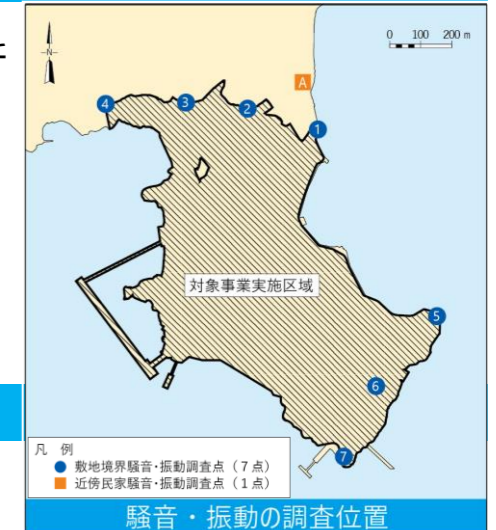 と
N
0 100 200 m
A
4
3
2
1
対象事業実施区域
5
6
7
凡 例
敷地境界騒音・振動調査点（7点）
近傍民家騒音・振動調査点（1点）
騒音・振動の調査位置